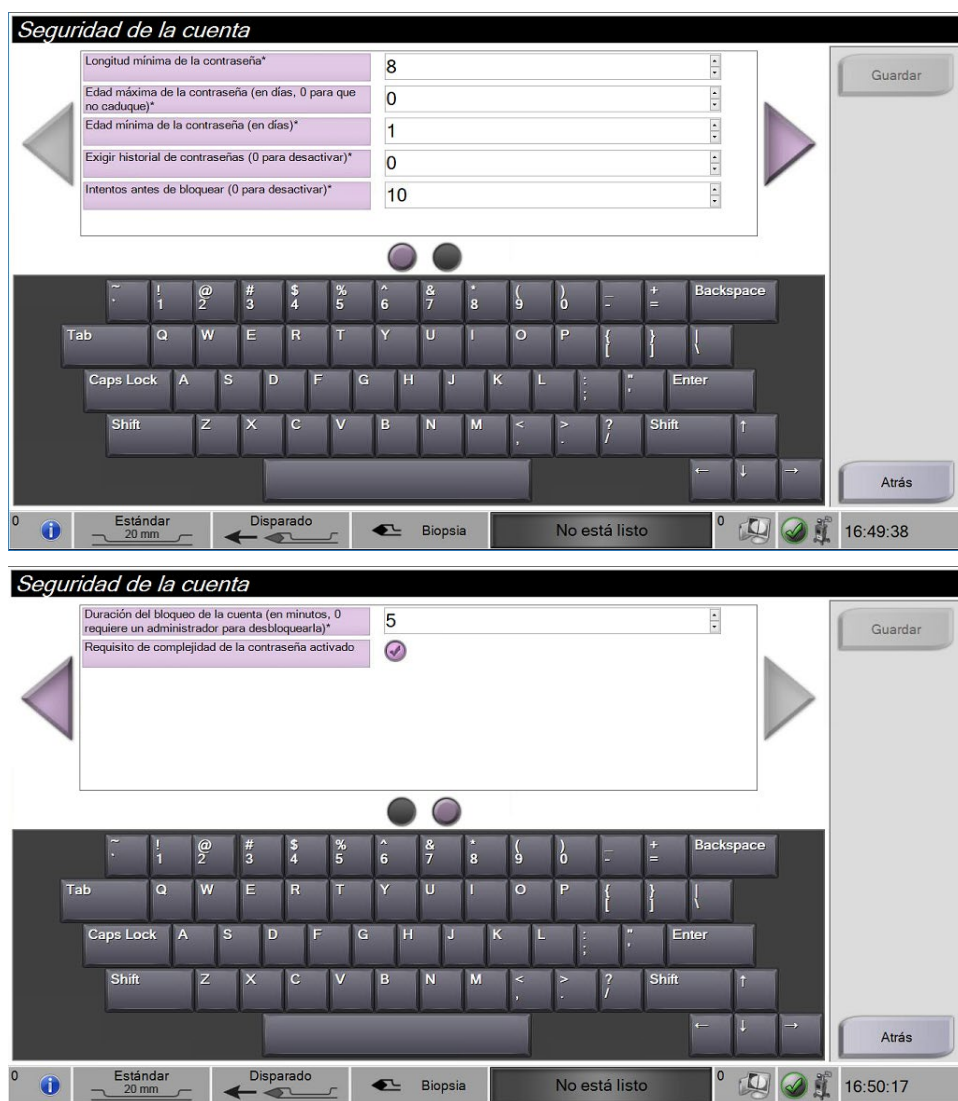 Seguridad de la cuenta
Longitud mínima de la contraseña*
8
Guardar
Edad máxima de la contraseña (en días, 0 para que
no caduque)*
0
Edad mínima de la contraseña (en días)*
1
Exigir historial de contraseñas (0 para desactivar)*
0
Intentos antes de bloquear (0 para desactivar)*
10
~ ! @ # $ % ^ & * ( ) _ + Backspace
` 1 2 3 4 5 6 7 8 9 0 - =
Tab Q W E R T Y U I O P { } |
[ ] \
Caps Lock A S D F G H J K L : " Enter
; '
Shift Z X C V B N M < > ? Shift ↑
, . /
← ↓ →
Atrás
0 Estándar Disparado Biopsia No está listo 0 16:49:38
20 mm
Seguridad de la cuenta
Duración del bloqueo de la cuenta (en minutos, 0
requiere un administrador para desbloquearla)*
5
Guardar
Requisito de complejidad de la contraseña activado
~ ! @ # $ % ^ & * ( ) _ + Backspace
` 1 2 3 4 5 6 7 8 9 0 - =
Tab Q W E R T Y U I O P { } |
[ ] \
Caps Lock A S D F G H J K L : " Enter
; '
Shift Z X C V B N M < > ? Shift ↑
, . /
← ↓ →
Atrás
0 Estándar Disparado Biopsia No está listo 0 16:50:17
20 mm